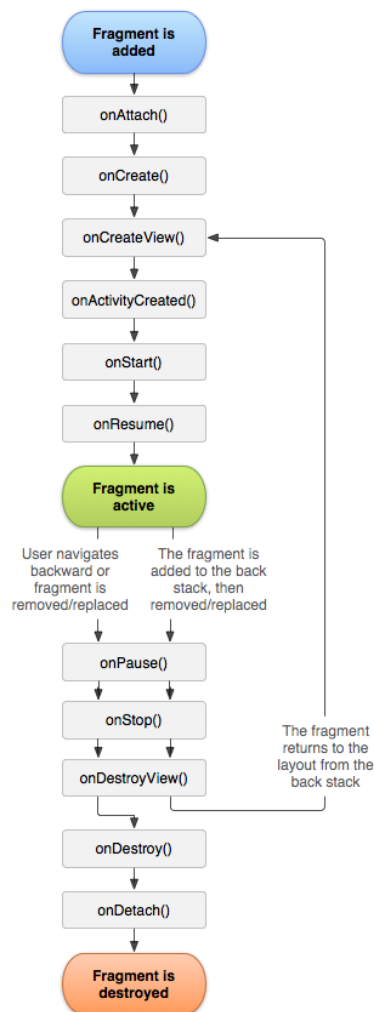 Fragment is
added
onAttach()
onCreate()
onCreateView()
onActivityCreated()
onStart()
onResume()
Fragment is
active
User navigates
backward or
fragment is
removed/replaced
The fragment is
added to the back
stack, then
removed/replaced
onPause()
onStop()
onDestroyView()
The fragment
returns to the
layout from the
back stack
onDestroy()
onDetach()
Fragment is
destroyed